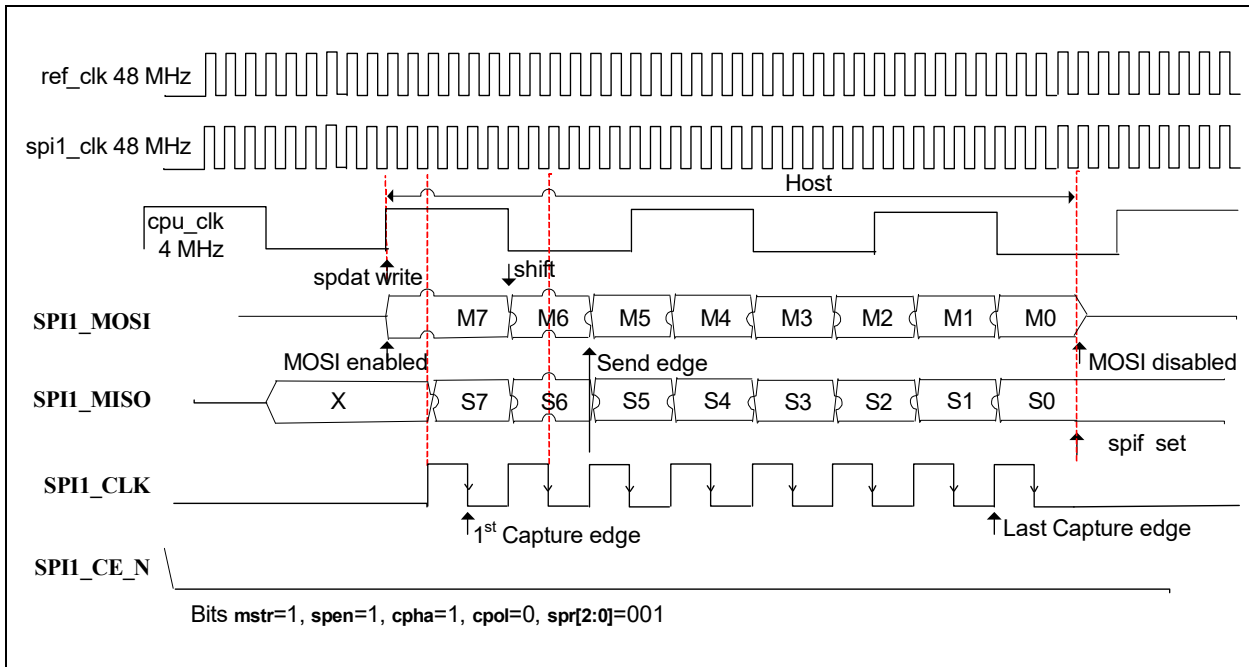 ref_clk 48 MHz
spi1_clk 48 MHz
Host
cpu_clk
4 MHz
spdat write
shift
SPI1_MOSI
M7 M6 M5 M4 M3 M2 M1 M0
MOSI enabled
Send edge
MOSI disabled
SPI1_MISO
X S7 S6 S5 S4 S3 S2 S1 S0
spif set
SPI1_CLK
1st Capture edge
Last Capture edge
SPI1_CE_N
Bits mstr=1, spen=1, cpha=1, cpol=0, spr[2:0]=001